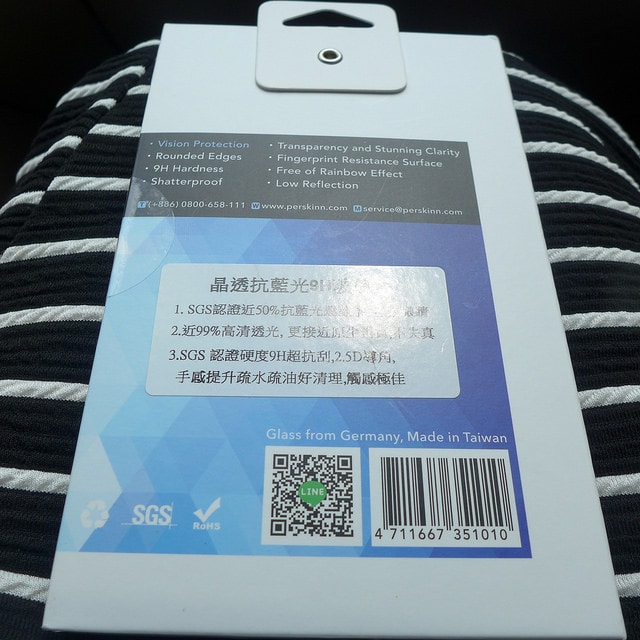 · Vision Protection
· Rounded Edges
· 9H Hardness
· Shatterproof
· Transparency and Stunning Clarity
· Fingerprint Resistance Surface
· Free of Rainbow Effect
· Low Reflection
T (+886) 0800-658-111 W www.perskinn.com M service@perskinn.com
晶透抗藍光9H
1. SGS認證近50%抗藍光
2.近99%高清透光, 更接近
3.SGS 認證硬度9H超抗刮,2.5D導角,
手感提升疏水疏油好清理,觸感極佳
Glass from Germany, Made in Taiwan
LINE
SGS
RoHS
4 711667 351010